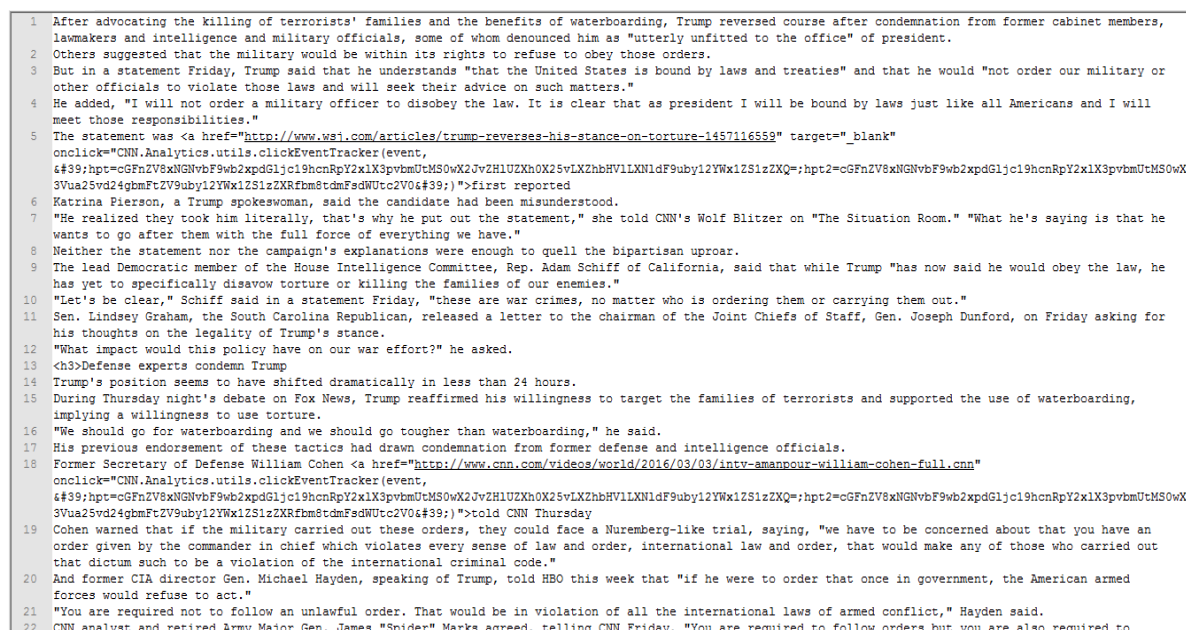 1 After advocating the killing of terrorists' families and the benefits of waterboarding, Trump reversed course after condemnation from former cabinet members,
lawmakers and intelligence and military officials, some of whom denounced him as "utterly unfitted to the office" of president.
2 Others suggested that the military would be within its rights to refuse to obey those orders.
3 But in a statement Friday, Trump said that he understands "that the United States is bound by laws and treaties" and that he would "not order our military or
other officials to violate those laws and will seek their advice on such matters."
4 He added, "I will not order a military officer to disobey the law. It is clear that as president I will be bound by laws just like all Americans and I will
meet those responsibilities."
5 The statement was <a href="http://www.wsj.com/articles/trump-reverses-his-stance-on-torture-1457116559" target="_blank"
onclick="CNN.Analytics.utils.clickEventTracker(event,
&#39;hpt=cGFnZV8xNGNvbF9wb2xpdGljc19hcnRpY2xlX3pvbmUtMS0wX2JvZHlUZXh0X25vLXZhbHVlLXNldF9uby12YWx1ZS1zZXQ=;hpt2=cGFnZV8xNGNvbF9wb2xpdGljc19hcnRpY2xlX3pvbmUtMS0wX
3Vua25vd24gbmFtZV9uby12YWx1ZS1zZXRfbm8tdmFsdWUtc2V0&#39;)">first reported
6 Katrina Pierson, a Trump spokeswoman, said the candidate had been misunderstood.
7 "He realized they took him literally, that's why he put out the statement," she told CNN's Wolf Blitzer on "The Situation Room." "What he's saying is that he
wants to go after them with the full force of everything we have."
8 Neither the statement nor the campaign's explanations were enough to quell the bipartisan uproar.
9 The lead Democratic member of the House Intelligence Committee, Rep. Adam Schiff of California, said that while Trump "has now said he would obey the law, he
has yet to specifically disavow torture or killing the families of our enemies."
10 "Let's be clear," Schiff said in a statement Friday, "these are war crimes, no matter who is ordering them or carrying them out."
11 Sen. Lindsey Graham, the South Carolina Republican, released a letter to the chairman of the Joint Chiefs of Staff, Gen. Joseph Dunford, on Friday asking for
his thoughts on the legality of Trump's stance.
12 "What impact would this policy have on our war effort?" he asked.
13 <h3>Defense experts condemn Trump
14 Trump's position seems to have shifted dramatically in less than 24 hours.
15 During Thursday night's debate on Fox News, Trump reaffirmed his willingness to target the families of terrorists and supported the use of waterboarding,
implying a willingness to use torture.
16 "We should go for waterboarding and we should go tougher than waterboarding," he said.
17 His previous endorsement of these tactics had drawn condemnation from former defense and intelligence officials.
18 Former Secretary of Defense William Cohen <a href="http://www.cnn.com/videos/world/2016/03/03/intv-amanpour-william-cohen-full.cnn"
onclick="CNN.Analytics.utils.clickEventTracker(event,
&#39;hpt=cGFnZV8xNGNvbF9wb2xpdGljc19hcnRpY2xlX3pvbmUtMS0wX2JvZHlUZXh0X25vLXZhbHVlLXNldF9uby12YWx1ZS1zZXQ=;hpt2=cGFnZV8xNGNvbF9wb2xpdGljc19hcnRpY2xlX3pvbmUtMS0wX
3Vua25vd24gbmFtZV9uby12YWx1ZS1zZXRfbm8tdmFsdWUtc2V0&#39;)">told CNN Thursday
19 Cohen warned that if the military carried out these orders, they could face a Nuremberg-like trial, saying, "we have to be concerned about that you have an
order given by the commander in chief which violates every sense of law and order, international law and order, that would make any of those who carried out
that dictum such to be a violation of the international criminal code."
20 And former CIA director Gen. Michael Hayden, speaking of Trump, told HBO this week that "if he were to order that once in government, the American armed
forces would refuse to act."
21 "You are required not to follow an unlawful order. That would be in violation of all the international laws of armed conflict," Hayden said.
22 CNN analyst and retired Army Major Gen. James "Spider" Marks agreed, telling CNN Friday, "You are required to follow orders but you are also required to